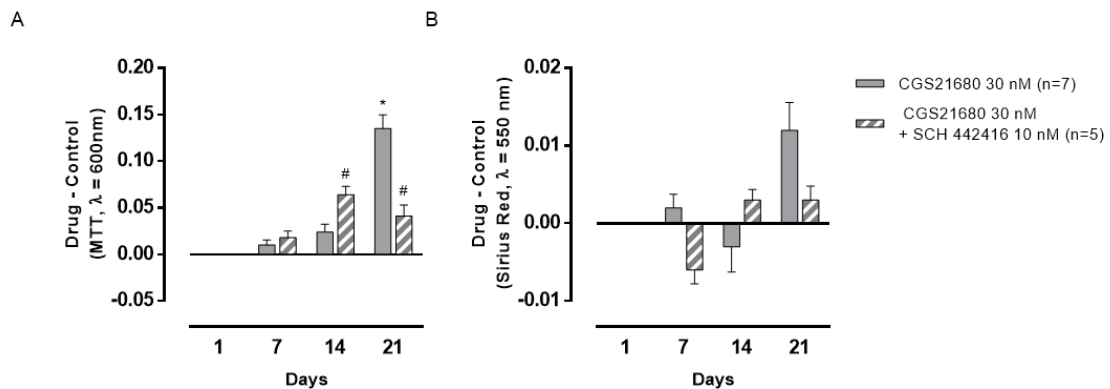 A
Drug - Control
(MTT, λ = 600nm)
0.20
0.15
0.10
0.05
0.00
-0.05
*
#
#
1 7 14 21
Days
B
Drug - Control
(Sirius Red, λ = 550 nm)
0.02
0.01
0.00
-0.01
1 7 14 21
Days
CGS21680 30 nM (n=7)
CGS21680 30 nM
+ SCH 442416 10 nM (n=5)